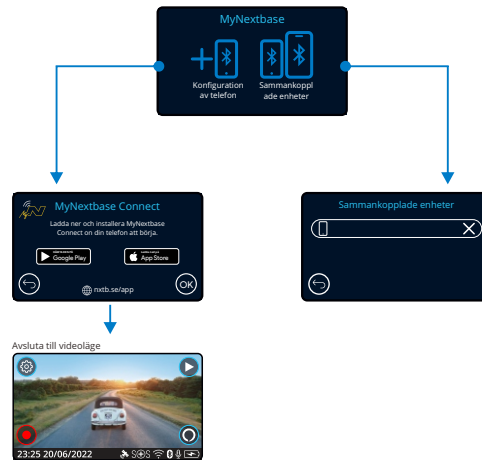 MyNextbase
Konfiguration
av telefon
Sammankoppl
ade enheter
MyNextbase Connect
Ladda ner och installera MyNextbase
Connect on din telefon att börja.
Google Play
App Store
nxtb.se/app
OK
Sammankopplade enheter
Avsluta till videoläge
23:25 20/06/2022 SOS